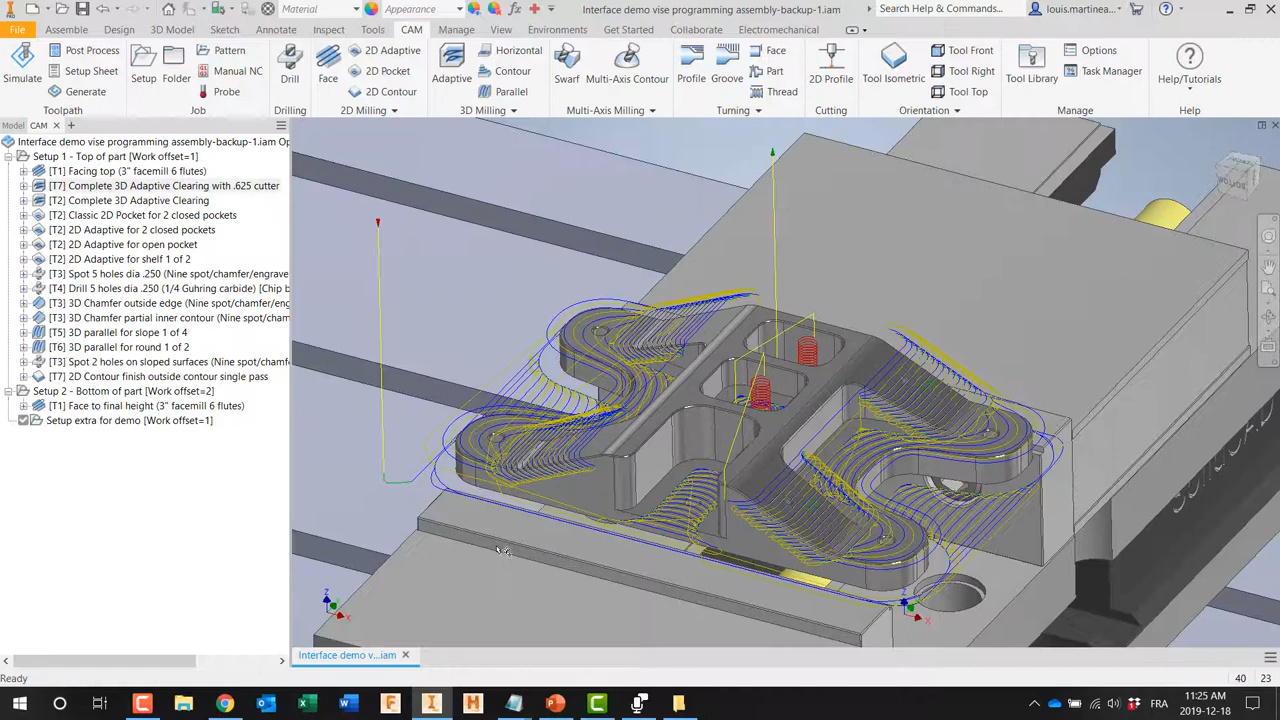 Material
Appearance
Interface demo vise programming assembly-backup-1.iam
Search Help & Commands...
louis.martinea...
File
Assemble
Design
3D Model
Sketch
Annotate
Inspect
Tools
CAM
Manage
View
Environments
Get Started
Collaborate
Electromechanical
Simulate
Post Process
Setup Sheet
Generate
Toolpath
Setup
Folder
Pattern
Manual NC
Probe
Job
Drill
Drilling
Face
2D Adaptive
2D Pocket
2D Contour
2D Milling
Adaptive
Horizontal
Contour
Parallel
3D Milling
Swarf
Multi-Axis Contour
Multi-Axis Milling
Profile
Groove
Face
Part
Thread
Turning
2D Profile
Cutting
Tool Isometric
Tool Front
Tool Right
Tool Top
Orientation
Tool Library
Options
Task Manager
Manage
Help/Tutorials
Help
Model
CAM
Interface demo vise programming assembly-backup-1.iam Op
Setup 1 - Top of part [Work offset=1]
[T1] Facing top (3" facemill 6 flutes)
[T7] Complete 3D Adaptive Clearing with .625 cutter
[T2] Complete 3D Adaptive Clearing
[T2] Classic 2D Pocket for 2 closed pockets
[T2] 2D Adaptive for 2 closed pockets
[T2] 2D Adaptive for open pocket
[T2] 2D Adaptive for shelf 1 of 2
[T3] Spot 5 holes dia .250 (Nine spot/chamfer/engrave
[T4] Drill 5 holes dia .250 (1/4 Guhring carbide) [Chip b
[T3] 3D Chamfer outside edge (Nine spot/chamfer/eng
[T3] 3D Chamfer partial inner contour (Nine spot/cham
[T5] 3D parallel for slope 1 of 4
[T6] 3D parallel for round 1 of 2
[T3] Spot 2 holes on sloped surfaces (Nine spot/chamfe
[T7] 2D Contour finish outside contour single pass
Setup 2 - Bottom of part [Work offset=2]
[T1] Face to final height (3" facemill 6 flutes)
Setup extra for demo [Work offset=1]
Z
X
Z
X
Interface demo v...iam
Ready
40
23
FRA
11:25 AM
2019-12-18